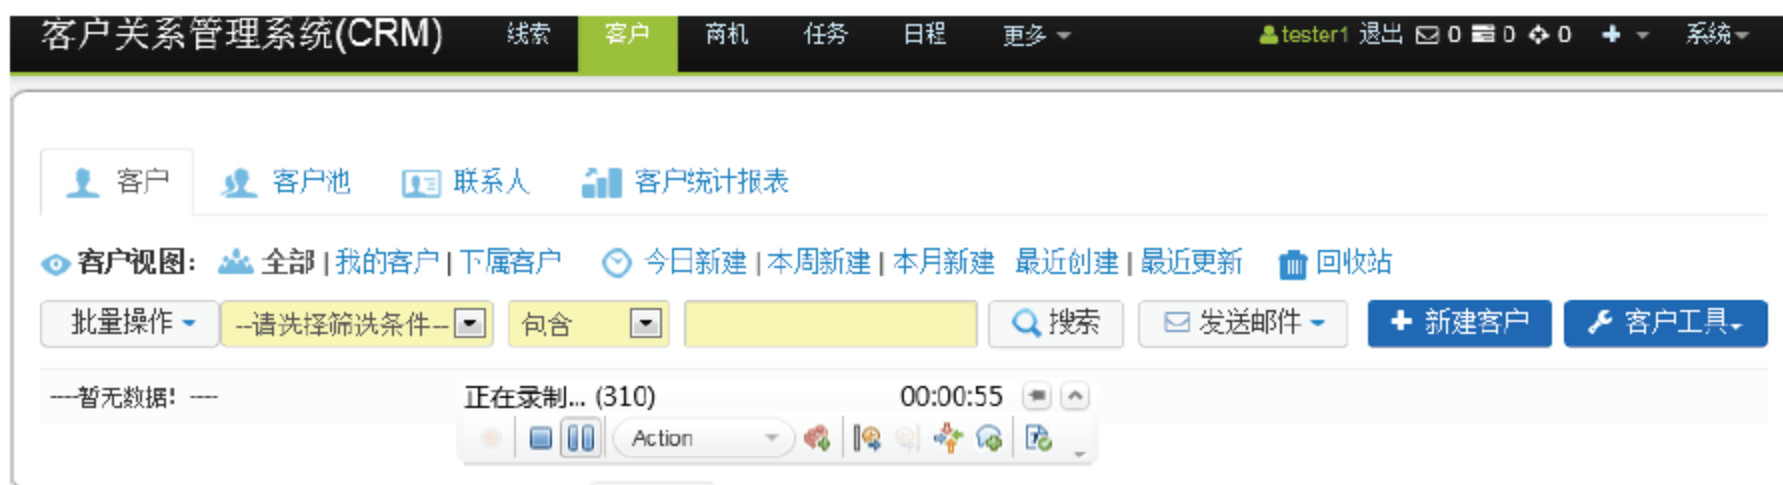 客户关系管理系统(CRM) 线索 客户 商机 任务 日程 更多 tester1 退出 0 0 0 系统
客户 客户池 联系人 客户统计报表
客户视图: 全部 | 我的客户 | 下属客户 今日新建 | 本周新建 | 本月新建 最近创建 | 最近更新 回收站
批量操作 --请选择筛选条件-- 包含 搜索 发送邮件 + 新建客户 客户工具
----暂无数据! ----
正在录制... (310) 00:00:55
Action